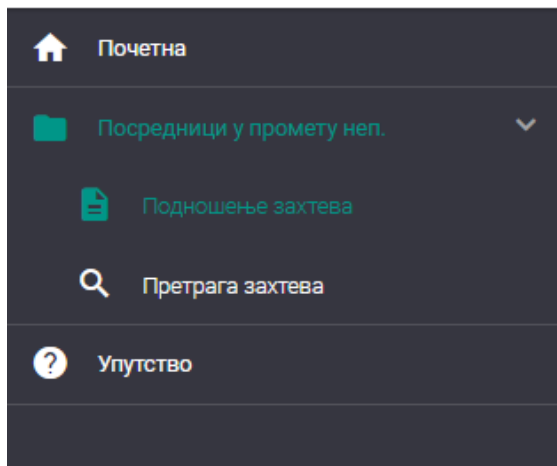 Почетна
Посредници у промету неп.
Подношење захтева
Претрага захтева
Упутство